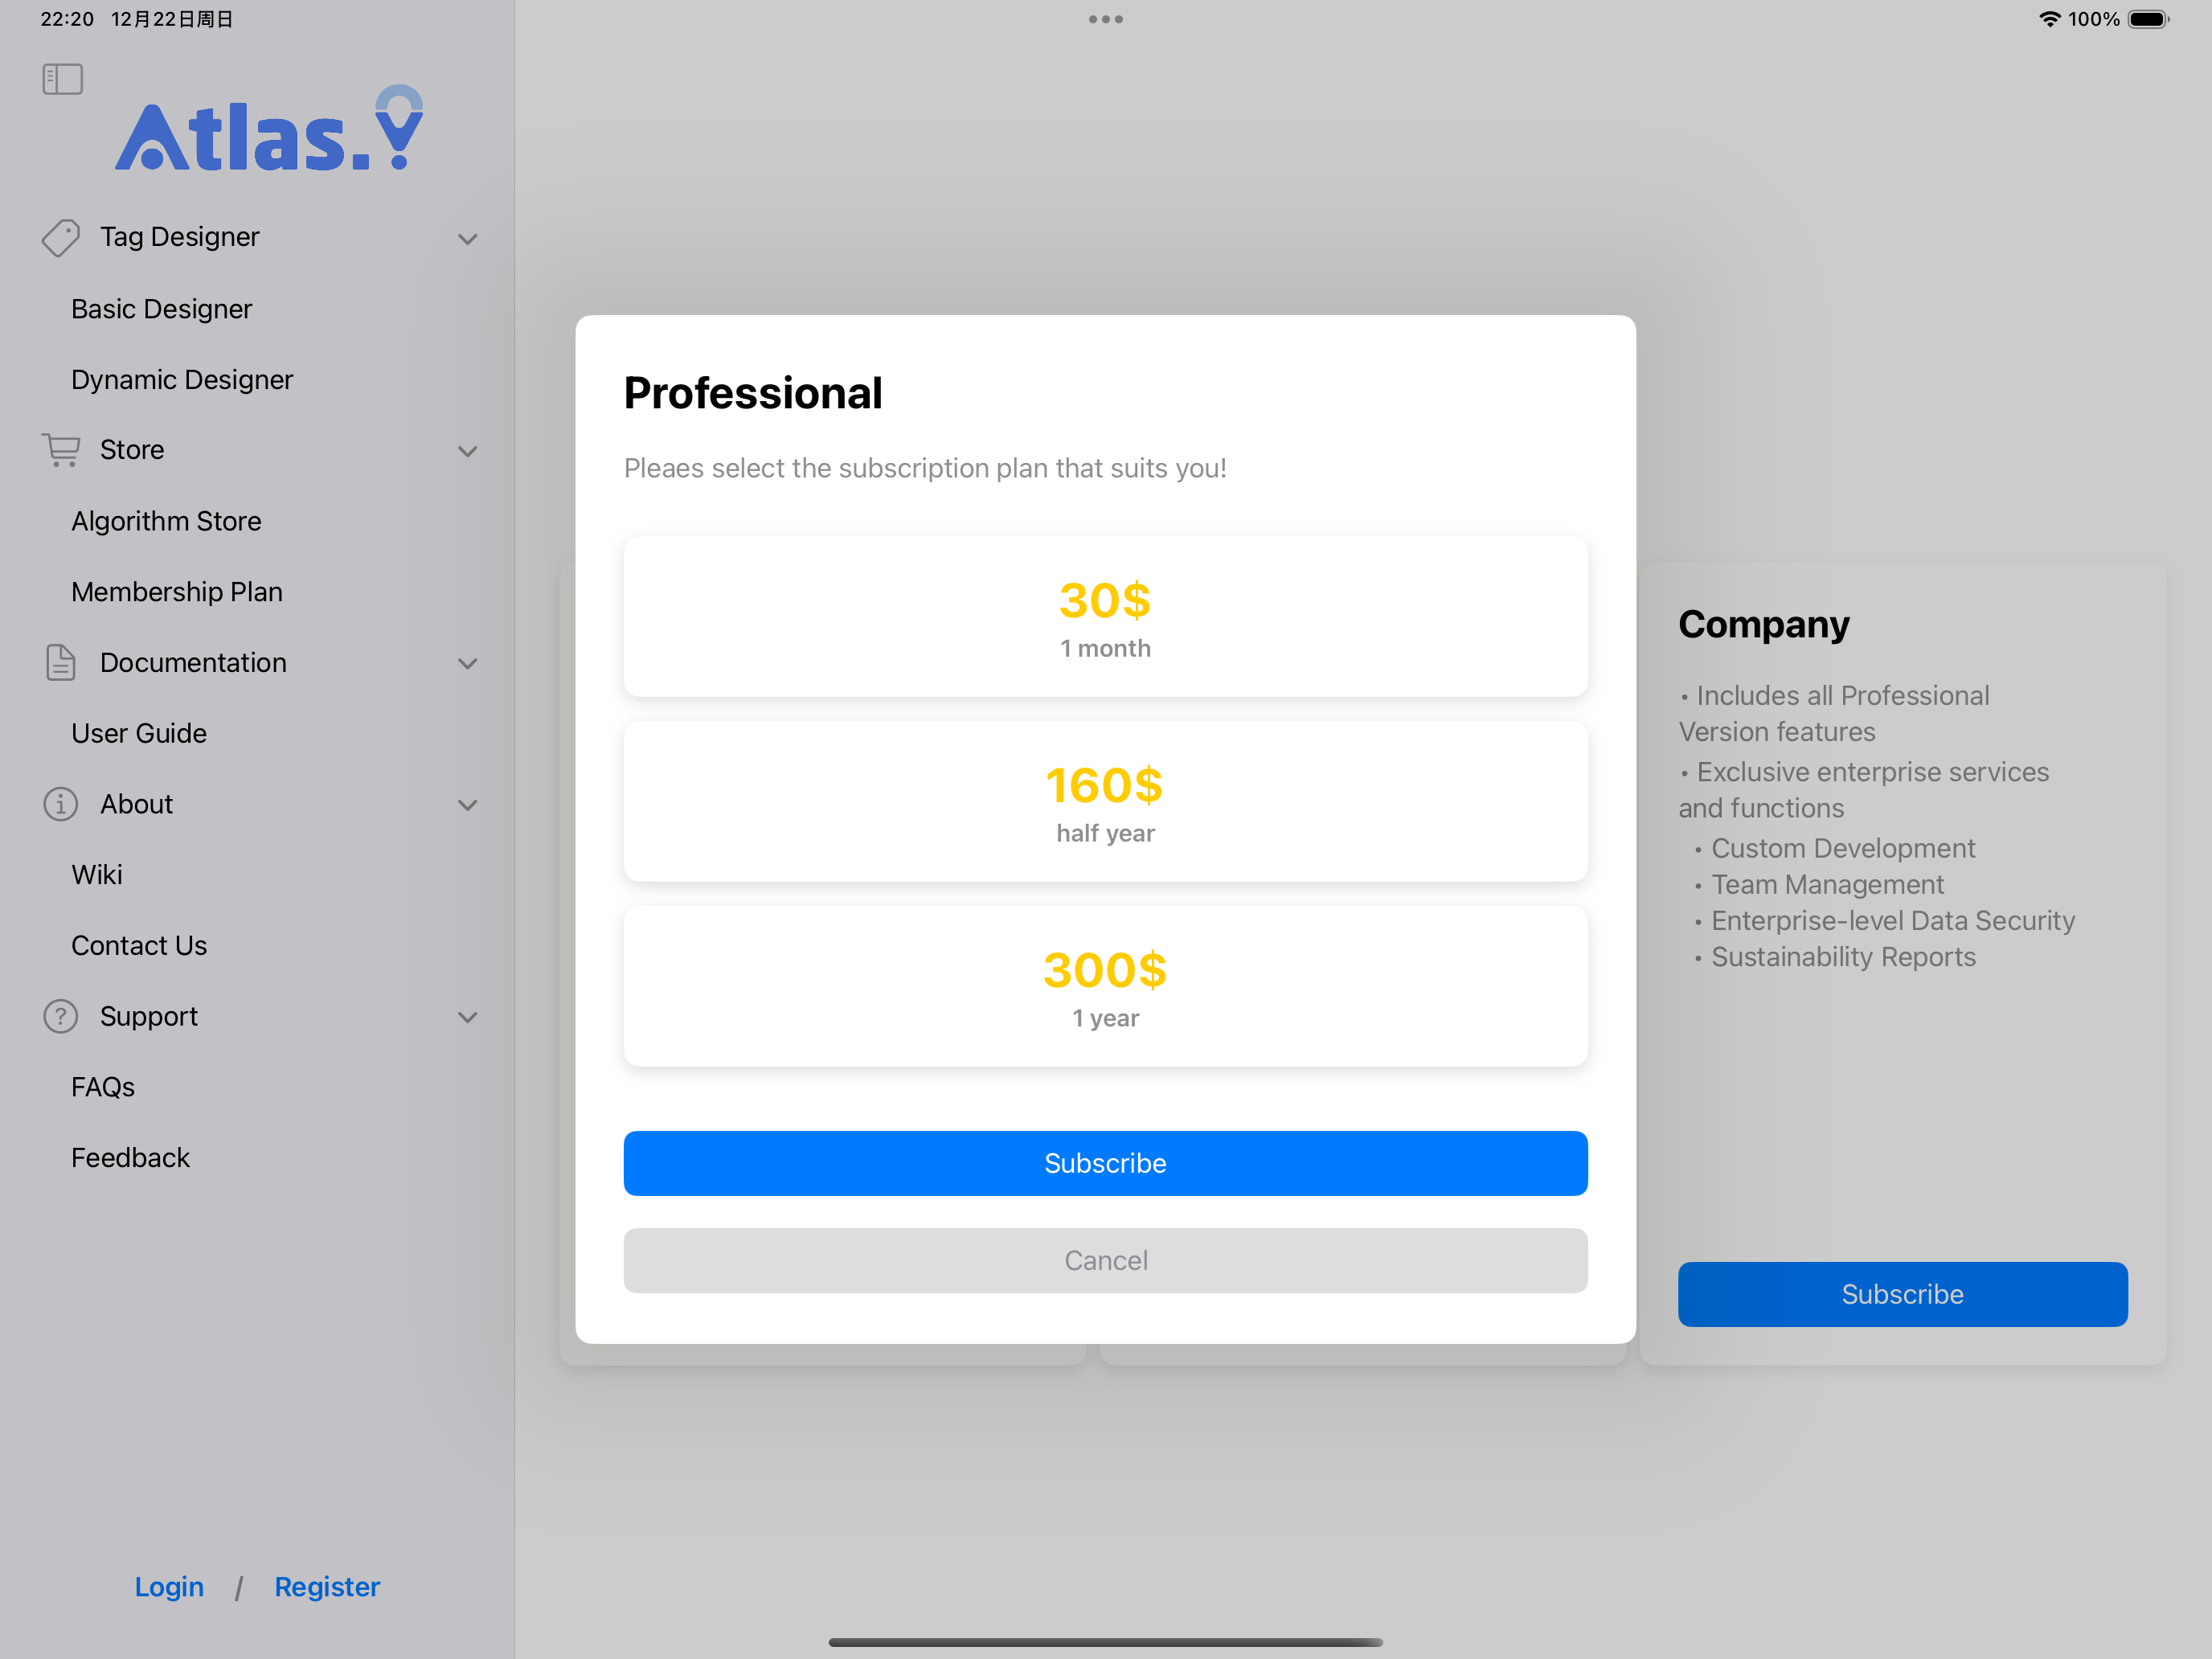 22:20 12月22日周日
100%
Atlas.
Tag Designer
Basic Designer
Dynamic Designer
Store
Algorithm Store
Membership Plan
Documentation
User Guide
About
Wiki
Contact Us
Support
FAQs
Feedback
Login / Register
Professional
Pleaes select the subscription plan that suits you!
30$
1 month
160$
half year
300$
1 year
Subscribe
Cancel
Company
• Includes all Professional
Version features
• Exclusive enterprise services
and functions
• Custom Development
• Team Management
• Enterprise-level Data Security
• Sustainability Reports
Subscribe